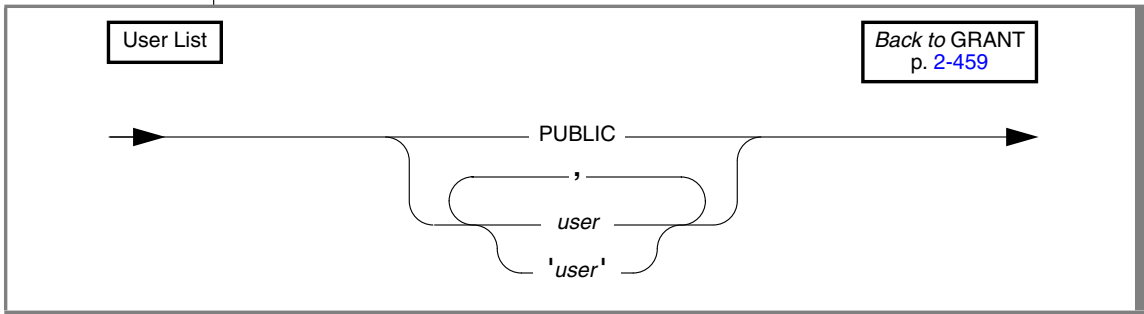 User List
Back to GRANT
p. 2-459
PUBLIC
,
user
'user'